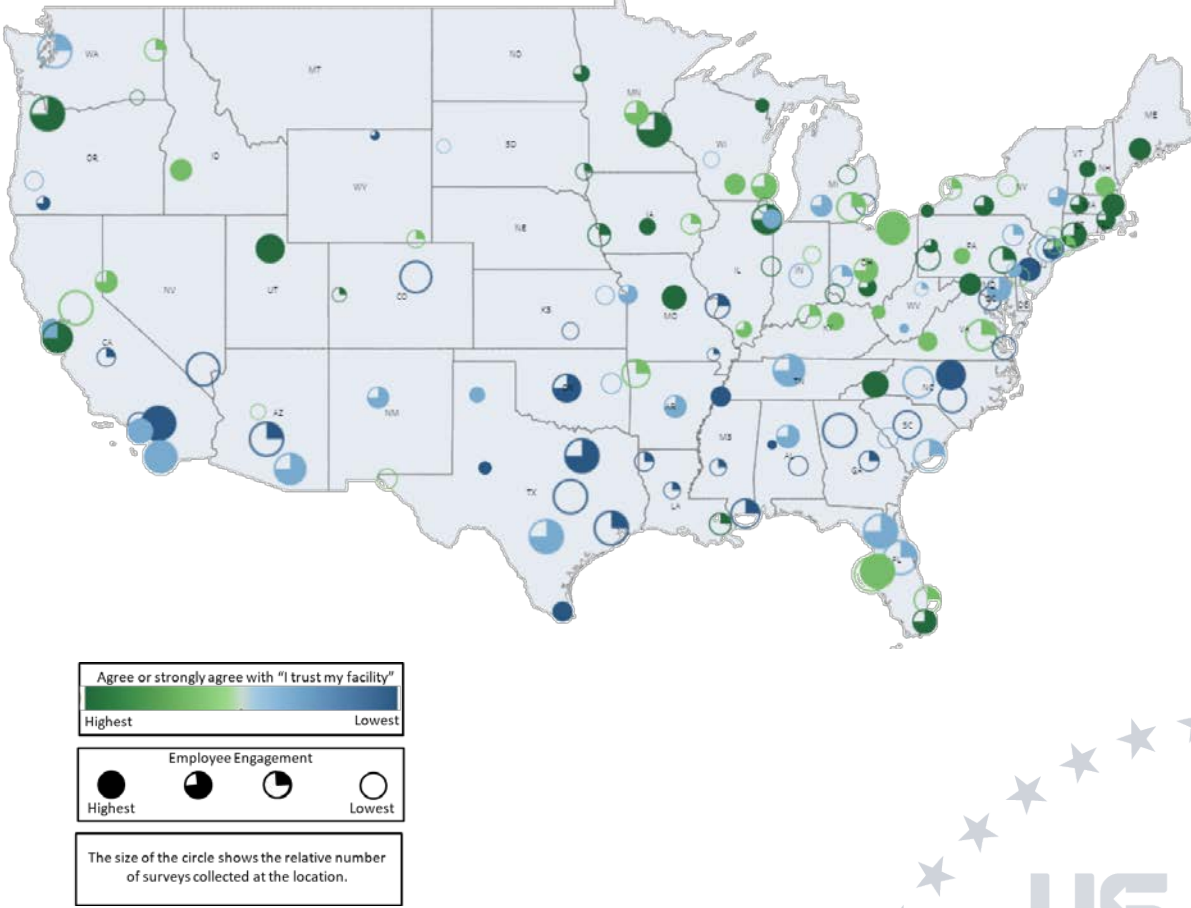 WA
MT
ND
MN
ME
OR
ID
SD
WI
MI
VT
NH
NY
WY
IA
NE
PA
NV
UT
CO
IL
IN
OH
KS
MO
WV
DE
VA
KY
CA
AZ
NM
OK
TN
NC
AR
SC
MS
AL
GA
TX
LA
FL
Agree or strongly agree with “I trust my facility”
Highest
Lowest
Employee Engagement
Highest
Lowest
The size of the circle shows the relative number
of surveys collected at the location.